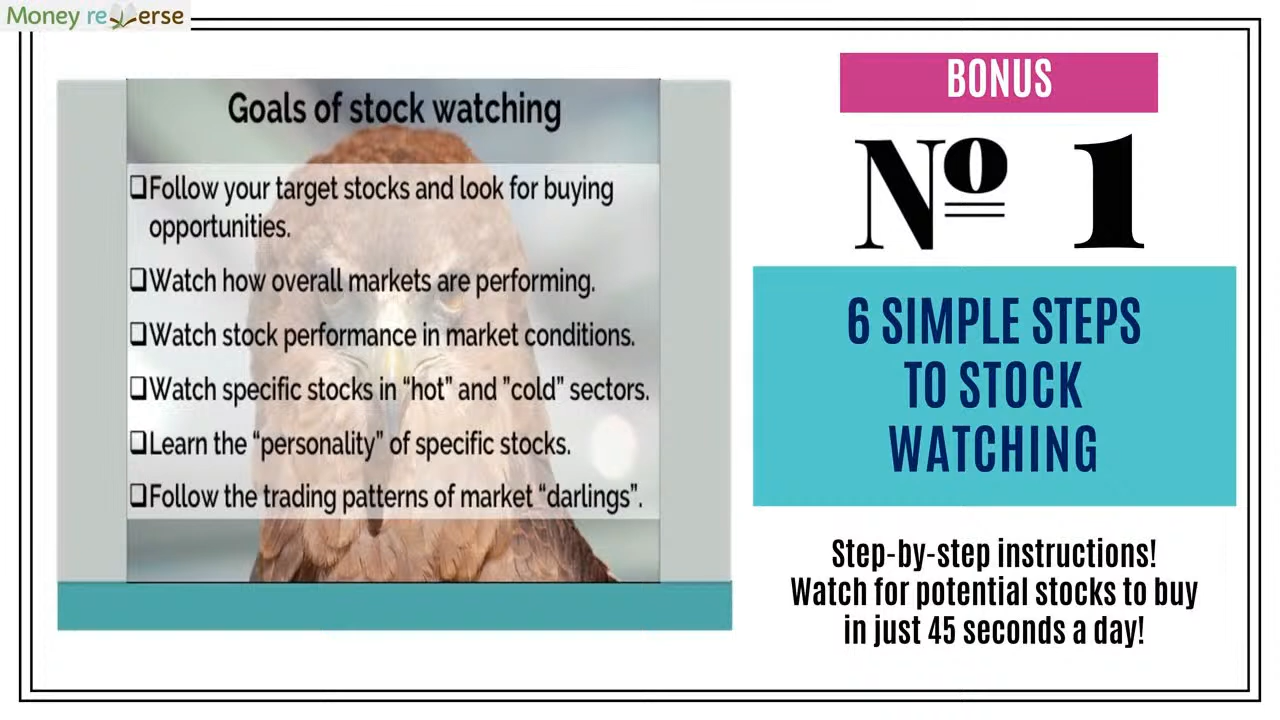 Money reverse
Goals of stock watching
❑Follow your target stocks and look for buying
opportunities.
❑Watch how overall markets are performing.
❑Watch stock performance in market conditions.
❑Watch specific stocks in “hot” and ”cold” sectors.
❑Learn the “personality” of specific stocks.
❑Follow the trading patterns of market “darlings”.
BONUS
Nº 1
6 SIMPLE STEPS
TO STOCK
WATCHING
Step-by-step instructions!
Watch for potential stocks to buy
in just 45 seconds a day!